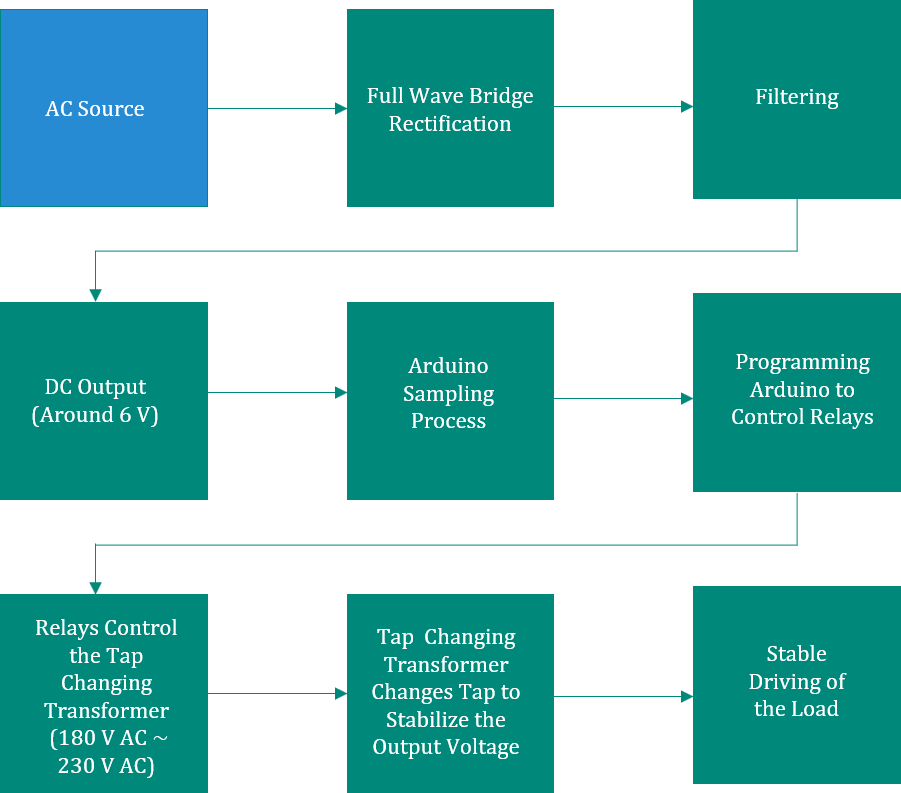 AC Source
Full Wave Bridge
Rectification
Filtering
DC Output
(Around 6 V)
Arduino
Sampling
Process
Programming
Arduino to
Control Relays
Relays Control
the Tap
Changing
Transformer
(180 V AC ~
230 V AC)
Tap  Changing
Transformer
Changes Tap to
Stabilize the
Output Voltage
Stable
Driving of
the Load